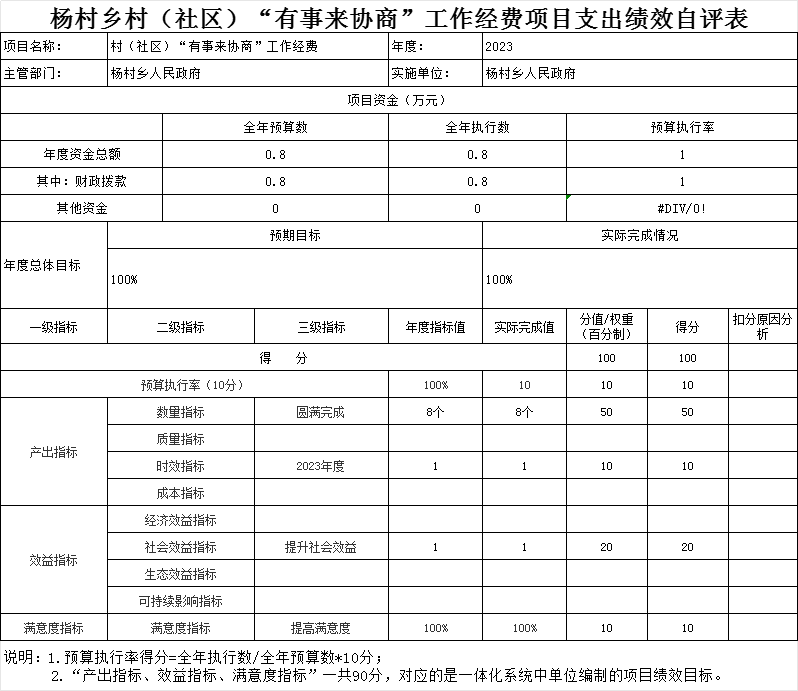 杨村乡村（社区）“有事来协商”工作经费项目支出绩效自评表
项目名称： 村（社区）“有事来协商”工作经费 年度： 2023
主管部门： 杨村乡人民政府 实施单位： 杨村乡人民政府
项目资金（万元）
全年预算数 全年执行数 预算执行率
年度资金总额 0.8 0.8 1
其中：财政拨款 0.8 0.8 1
其他资金 0 0 #DIV/0!
年度总体目标 预期目标 实际完成情况
100% 100%
一级指标 二级指标 三级指标 年度指标值 实际完成值 分值/权重（百分制） 得分 扣分原因分析
得 分 100 100
预算执行率（10分） 100% 10 10 10
产出指标 数量指标 圆满完成 8个 8个 50 50
质量指标
时效指标 2023年度 1 1 10 10
成本指标
效益指标 经济效益指标
社会效益指标 提升社会效益 1 1 20 20
生态效益指标
可持续影响指标
满意度指标 满意度指标 提高满意度 100% 100% 10 10
说明：1.预算执行率得分=全年执行数/全年预算数*10分；
2.“产出指标、效益指标、满意度指标”一共90分，对应的是一体化系统中单位编制的项目绩效目标。